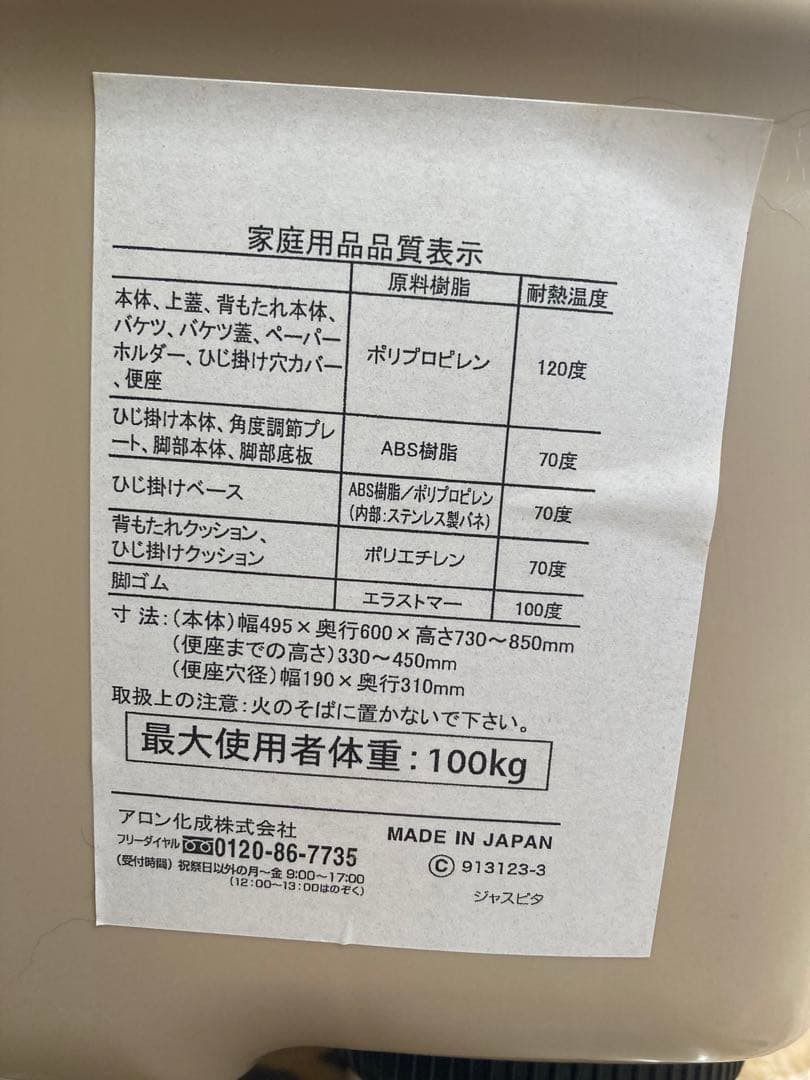 家庭用品品質表示
原料樹脂 耐熱温度
本体、上蓋、背もたれ本体、
バケツ、バケツ蓋、ペーパー
ホルダー、ひじ掛け穴カバー
、便座
ポリプロピレン 120度
ひじ掛け本体、角度調節プレ
ート、脚部本体、脚部底板
ABS樹脂 70度
ひじ掛けベース
ABS樹脂/ポリプロピレン
(内部:ステンレス製バネ)
70度
背もたれクッション、
ひじ掛けクッション
ポリエチレン 70度
脚ゴム エラストマー 100度
寸 法:(本体)幅495×奥行600×高さ730~850mm
(便座までの高さ)330~450mm
(便座穴径)幅190×奥行310mm
取扱上の注意:火のそばに置かないで下さい。
最大使用者体重:100kg
アロン化成株式会社
フリーダイヤル 0120-86-7735
(受付時間) 祝祭日以外の月~金 9:00~17:00
(12:00~13:00はのぞく)
MADE IN JAPAN
Ⓒ 913123-3
ジャスピタ